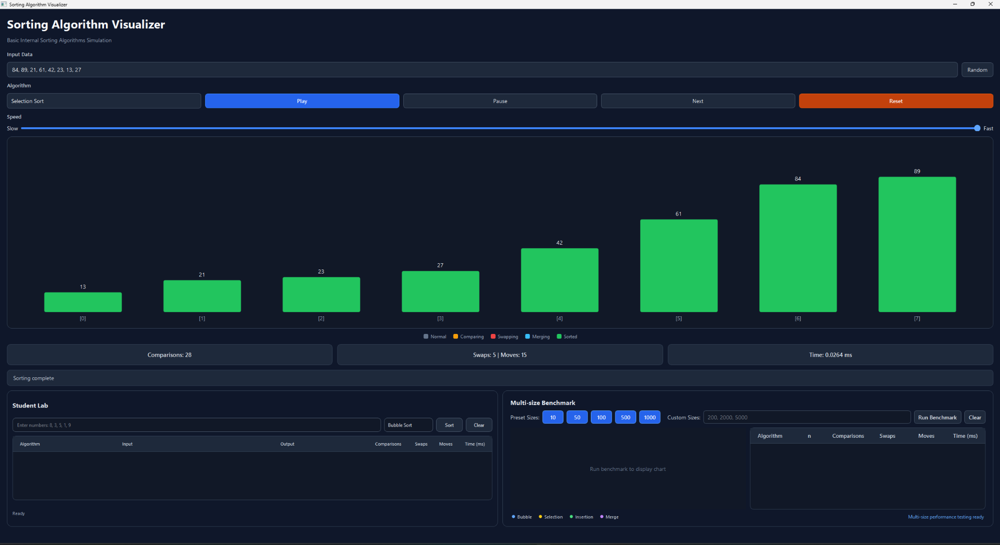 Sorting Algorithm Visualizer
Sorting Algorithm Visualizer
Basic Internal Sorting Algorithms Simulation
Input Data
84, 89, 21, 61, 42, 23, 13, 27
Random
Algorithm
Selection Sort
Play
Pause
Next
Reset
Speed
Slow
Fast
13
21
23
27
42
61
84
89
[0]
[1]
[2]
[3]
[4]
[5]
[6]
[7]
Normal
Comparing
Swapping
Merging
Sorted
Comparisons: 28
Swaps: 5 | Moves: 15
Time: 0.0264 ms
Sorting complete
Student Lab
Enter numbers: 8, 3, 5, 1, 9
Bubble Sort
Sort
Clear
Algorithm
Input
Output
Comparisons
Swaps
Moves
Time (ms)
Ready
Multi-size Benchmark
Preset Sizes:
10
50
100
500
1000
Custom Sizes:
200, 2000, 5000
Run Benchmark
Clear
Run benchmark to display chart
Algorithm
n
Comparisons
Swaps
Moves
Time (ms)
Bubble
Selection
Insertion
Merge
Multi-size performance testing ready